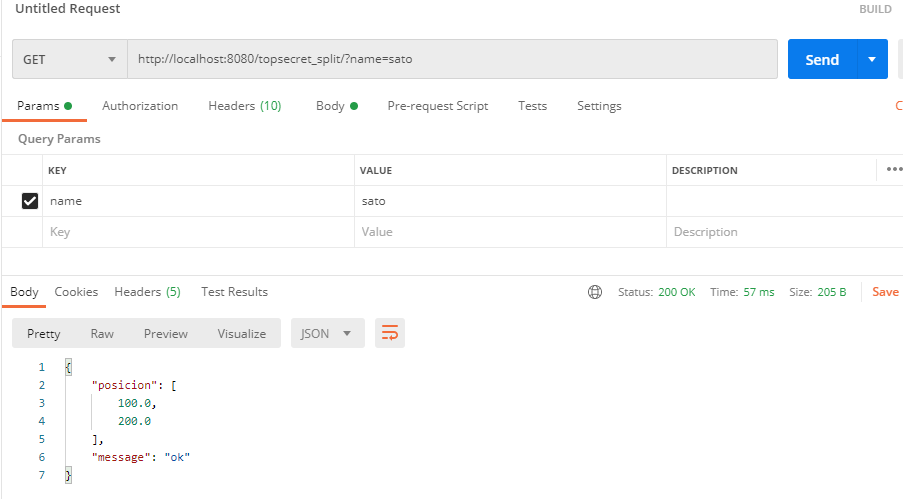 Untitled Request BUILD
GET http://localhost:8080/topsecret_split/?name=sato Send
Params Authorization Headers (10) Body Pre-request Script Tests Settings C
Query Params
KEY VALUE DESCRIPTION
name sato
Key Value Description
Body Cookies Headers (5) Test Results Status: 200 OK Time: 57 ms Size: 205 B Save
Pretty Raw Preview Visualize JSON
1 {
2 "posicion": [
3 100.0,
4 200.0
5 ],
6 "message": "ok"
7 }